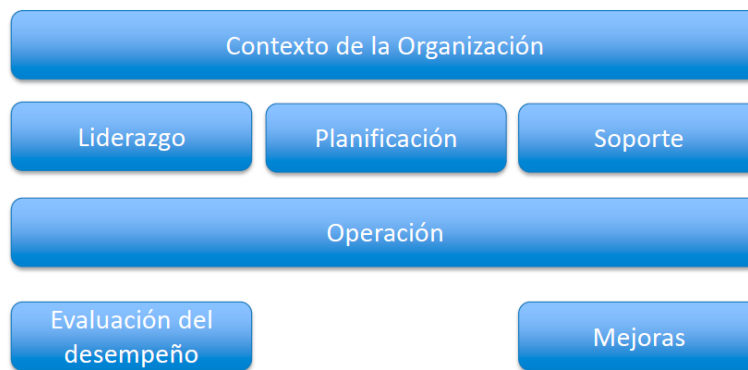 Contexto de la Organización
Liderazgo
Planificación
Soporte
Operación
Evaluación del
desempeño
Mejoras